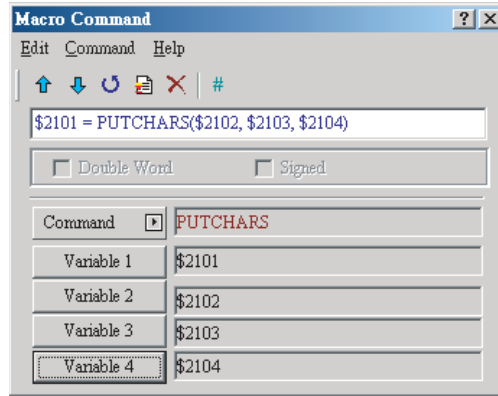 Macro Command ? X
Edit Command Help
#
$2101 = PUTCHARS($2102, $2103, $2104)
Double Word Signed
Command PUTCHARS
Variable 1 $2101
Variable 2 $2102
Variable 3 $2103
Variable 4 $2104